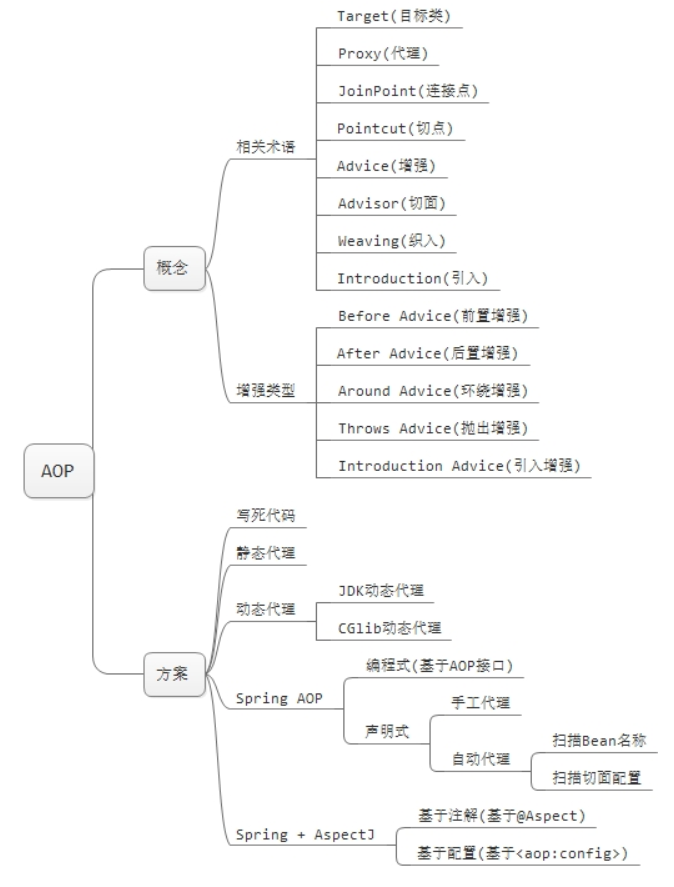 AOP
概念
相关术语
Target(目标类)
Proxy(代理)
JoinPoint(连接点)
Pointcut(切点)
Advice(增强)
Advisor(切面)
Weaving(织入)
Introduction(引入)
增强类型
Before Advice(前置增强)
After Advice(后置增强)
Around Advice(环绕增强)
Throws Advice(抛出增强)
Introduction Advice(引入增强)
方案
写死代码
静态代理
动态代理
JDK动态代理
CGlib动态代理
Spring AOP
编程式(基于AOP接口)
声明式
手工代理
自动代理
扫描Bean名称
扫描切面配置
Spring + AspectJ
基于注解(基于@Aspect)
基于配置(基于<aop:config>)